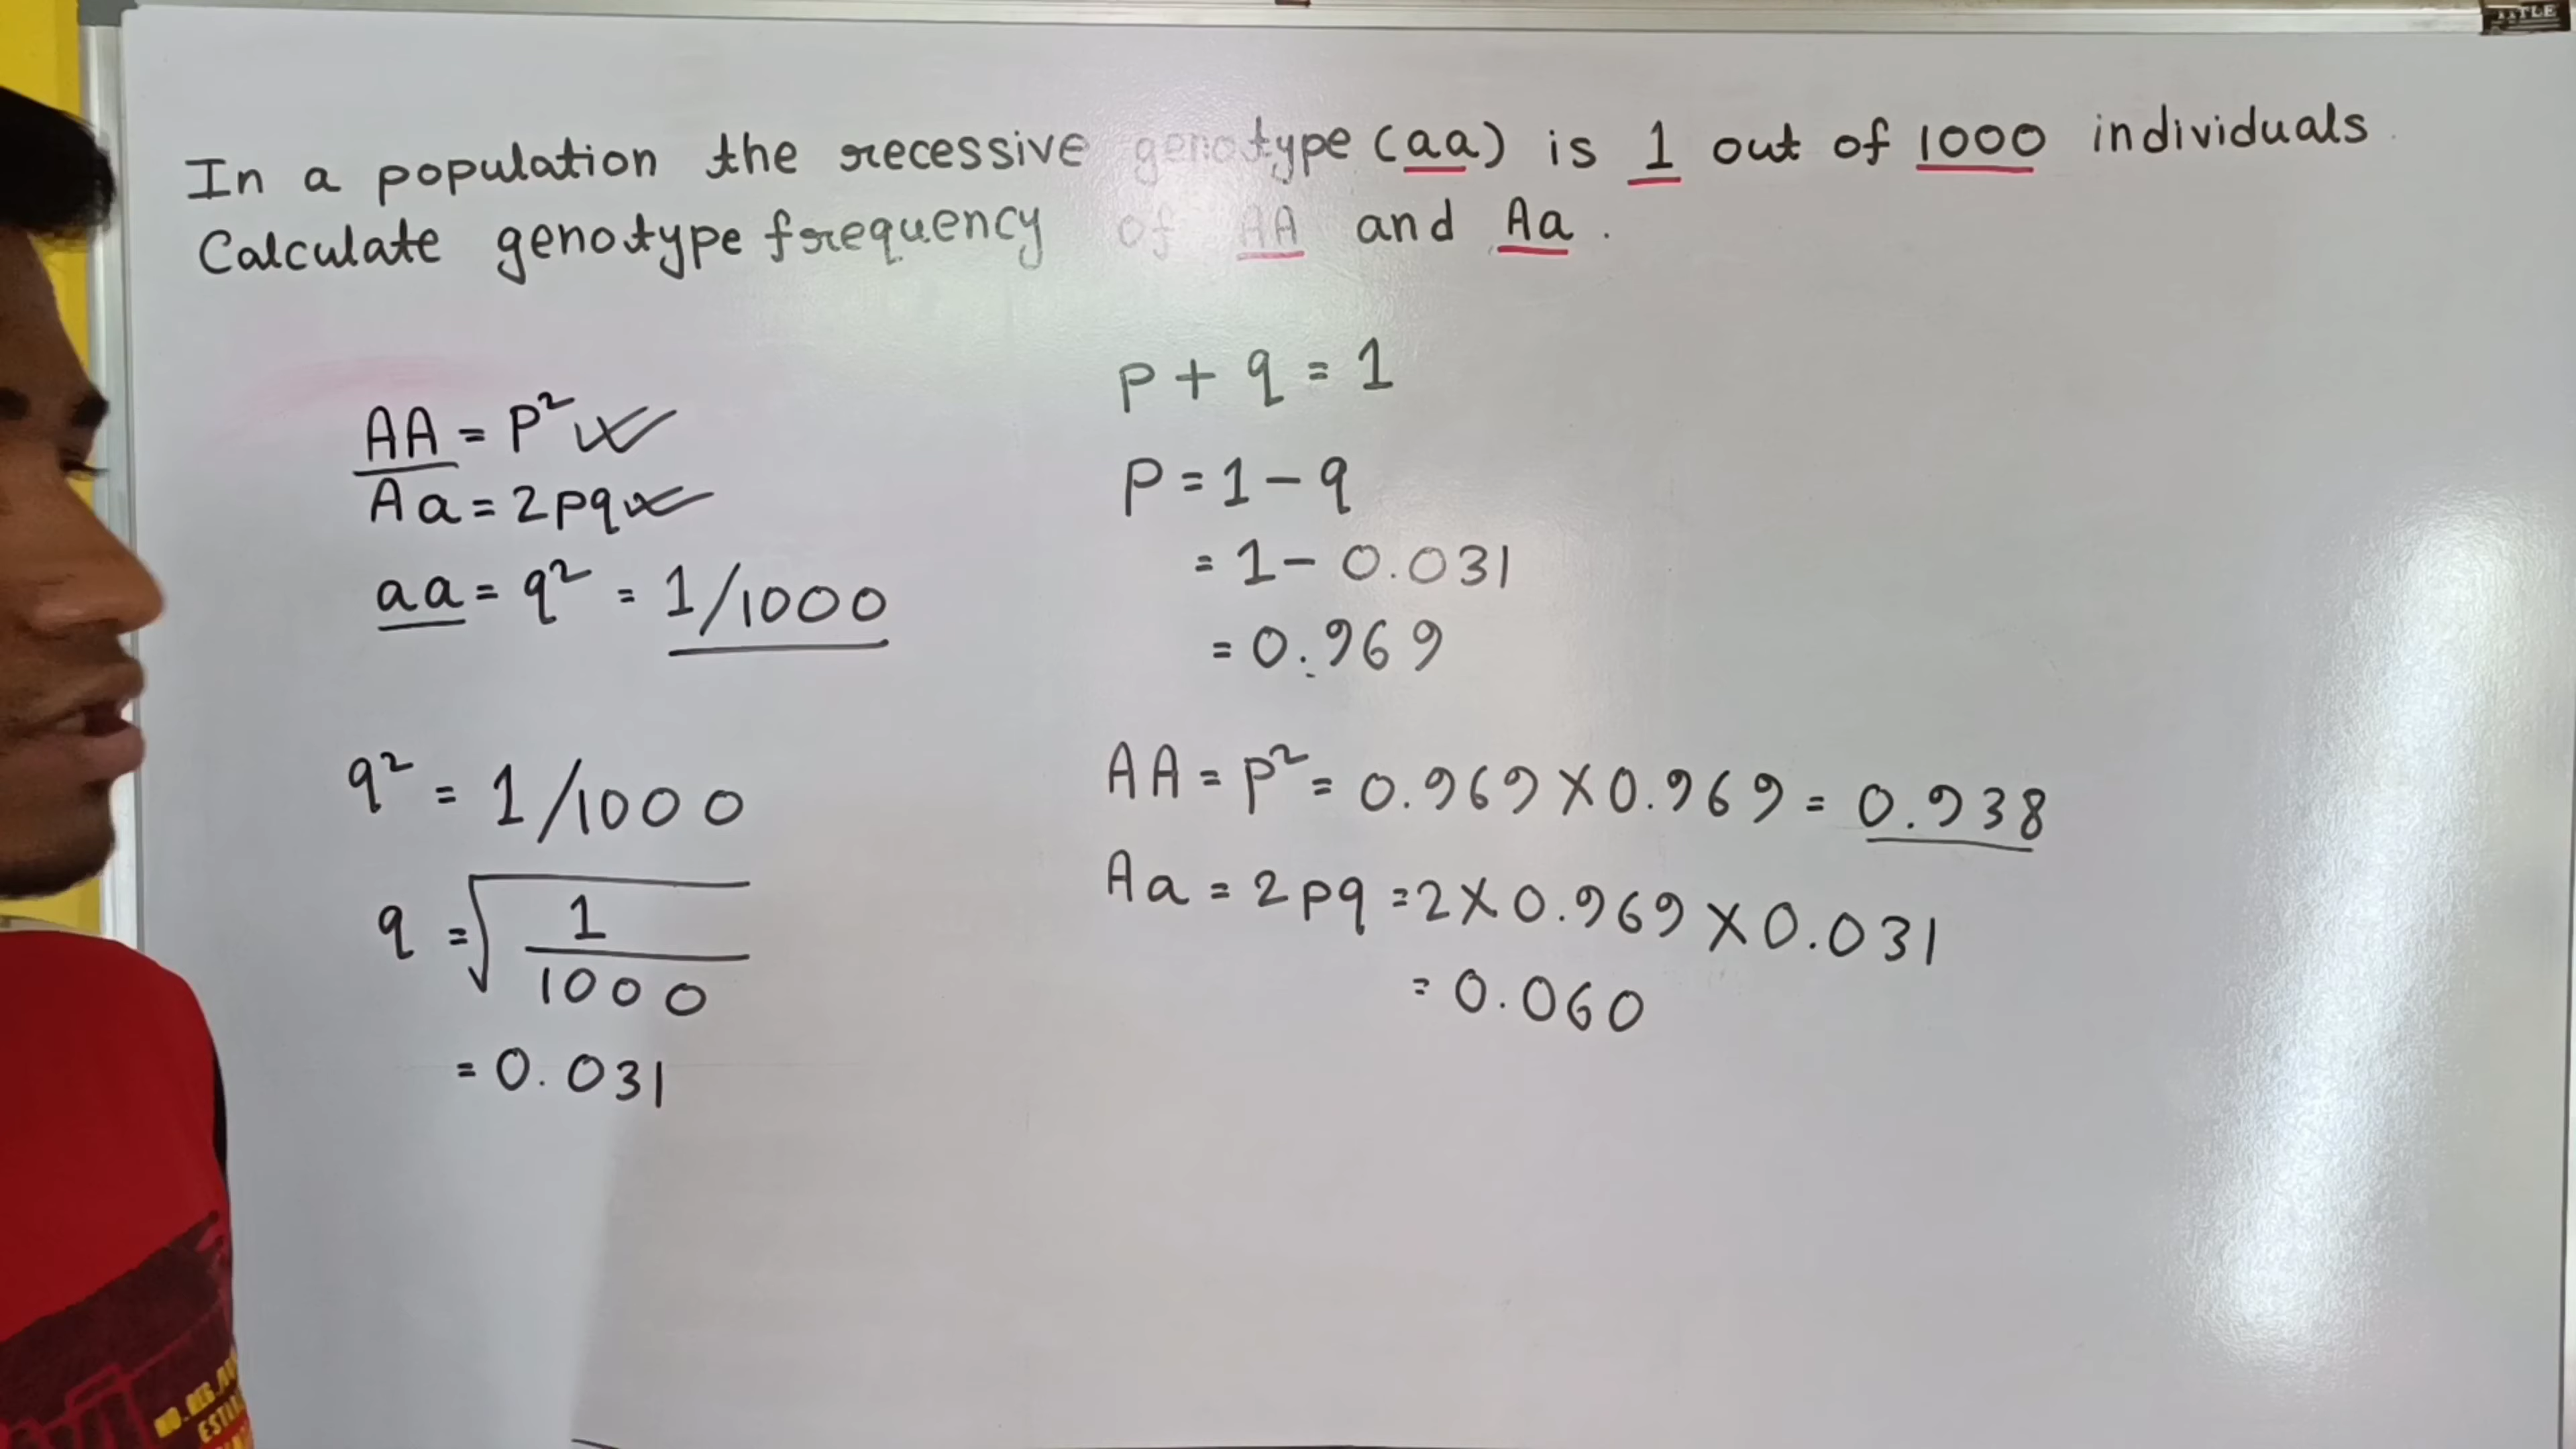 In a population the recessive genotype (aa) is 1 out of 1000 individuals.
Calculate genotype frequency of AA and Aa.
AA = P²
Aa = 2pq
aa = q² = 1/1000
q² = 1/1000
q = √1/1000
= 0.031
P + q = 1
P = 1 - q
= 1 - 0.031
= 0.969
AA = p² = 0.969 X 0.969 = 0.938
Aa = 2pq = 2 X 0.969 X 0.031
= 0.060